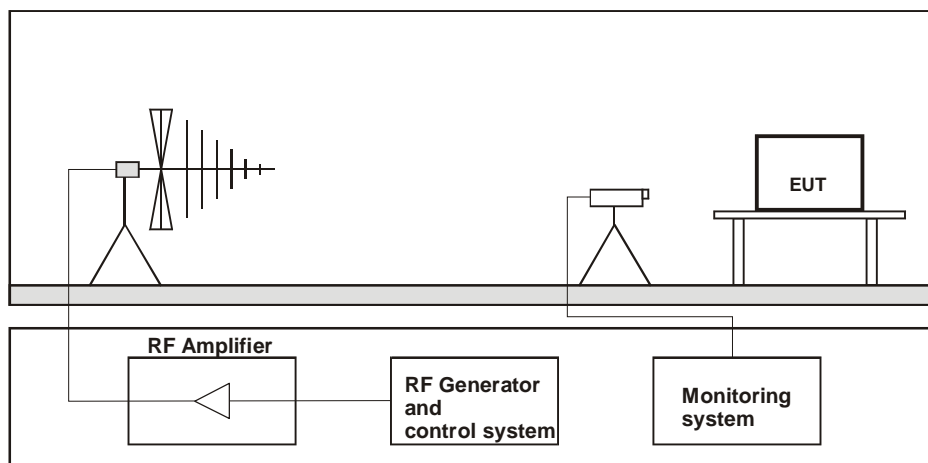 EUT
RF Amplifier
RF Generator
and
control system
Monitoring
system